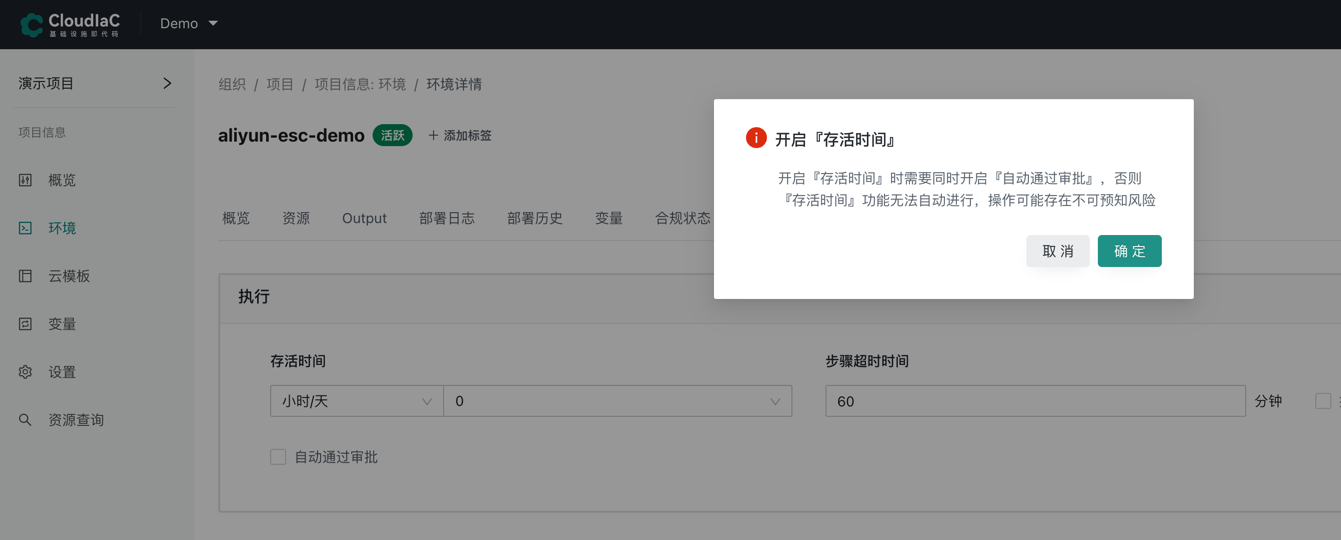 CloudIaC
基础设施即代码
Demo
演示项目
项目信息
概览
环境
云模板
变量
设置
资源查询
组织 / 项目 / 项目信息: 环境 / 环境详情
aliyun-esc-demo 活跃 + 添加标签
概览 资源 Output 部署日志 部署历史 变量 合规状态
开启『存活时间』
开启『存活时间』时需要同时开启『自动通过审批』，否则
『存活时间』功能无法自动进行，操作可能存在不可预知风险
取 消 确 定
执行
存活时间 步骤超时时间
小时/天 0 60 分钟
自动通过审批